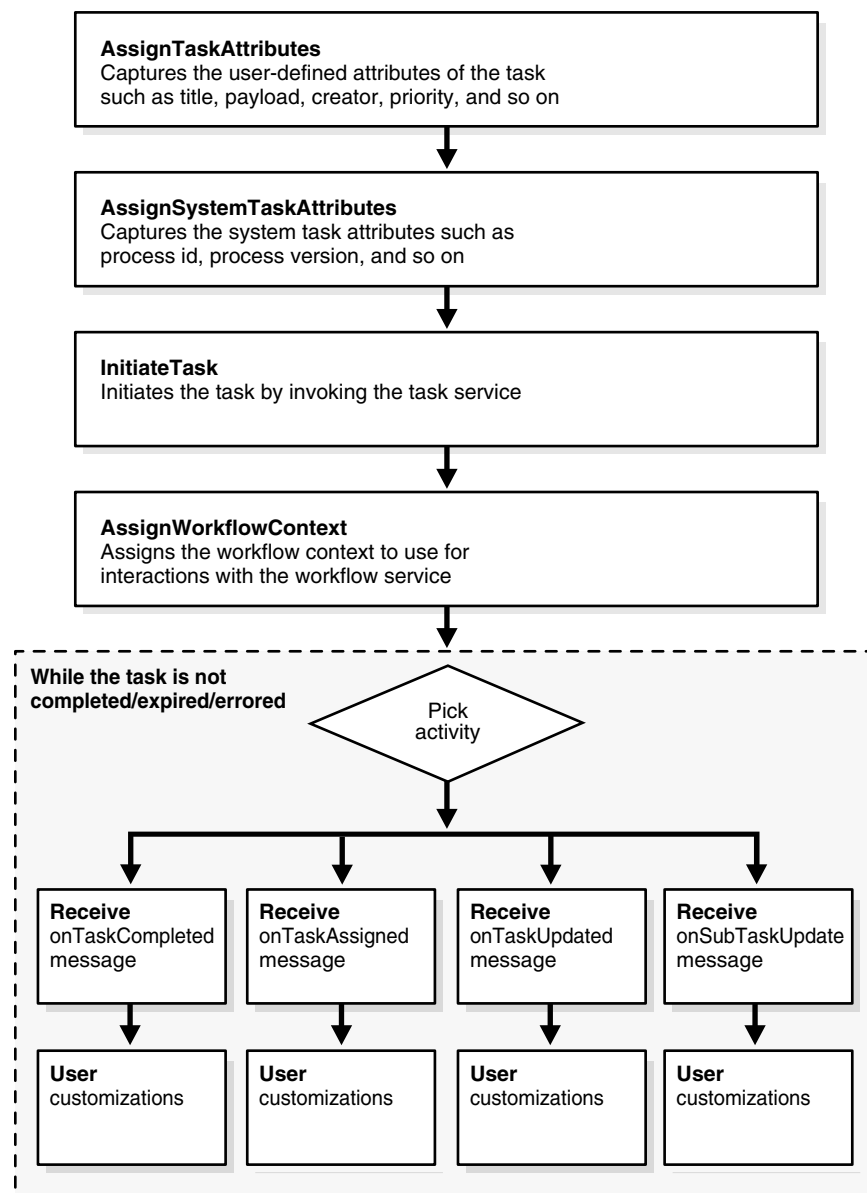 AssignTaskAttributes
Captures the user-defined attributes of the task
such as title, payload, creator, priority, and so on
AssignSystemTaskAttributes
Captures the system task attributes such as
process id, process version, and so on
InitiateTask
Initiates the task by invoking the task service
AssignWorkflowContext
Assigns the workflow context to use for
interactions with the workflow service
While the task is not
completed/expired/errored
Pick
activity
Receive
onTaskCompleted
message
Receive
onTaskAssigned
message
Receive
onTaskUpdated
message
Receive
onSubTaskUpdate
message
User
customizations
User
customizations
User
customizations
User
customizations